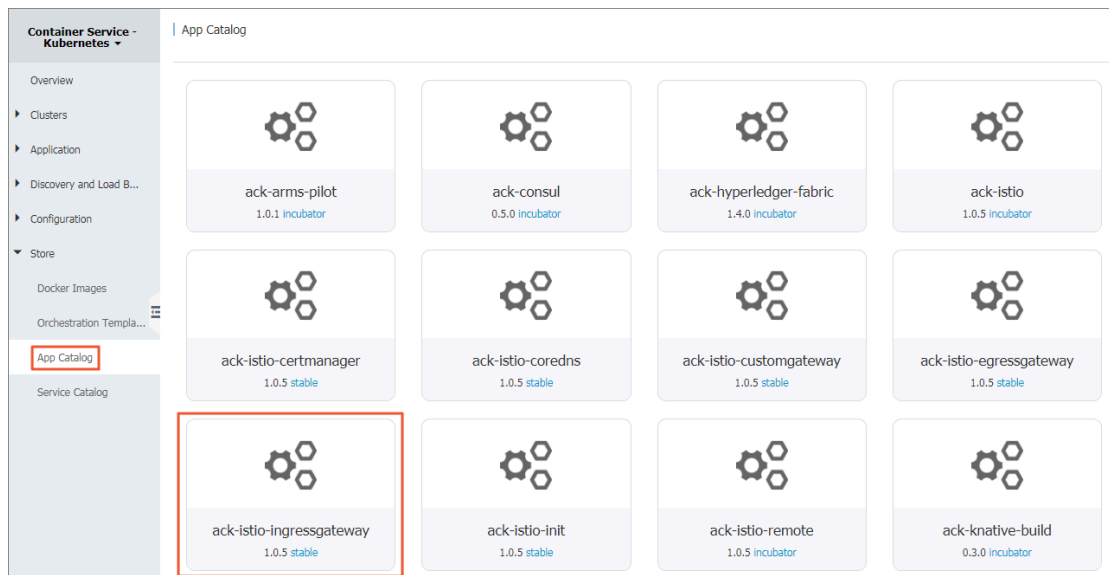 Container Service -
Kubernetes
Overview
Clusters
Application
Discovery and Load B...
Configuration
Store
Docker Images
Orchestration Templa...
App Catalog
Service Catalog
App Catalog
ack-arms-pilot
1.0.1 incubator
ack-consul
0.5.0 incubator
ack-hyperledger-fabric
1.4.0 incubator
ack-istio
1.0.5 incubator
ack-istio-certmanager
1.0.5 stable
ack-istio-coredns
1.0.5 stable
ack-istio-customgateway
1.0.5 stable
ack-istio-egressgateway
1.0.5 stable
ack-istio-ingressgateway
1.0.5 stable
ack-istio-init
1.0.5 stable
ack-istio-remote
1.0.5 incubator
ack-knative-build
0.3.0 incubator